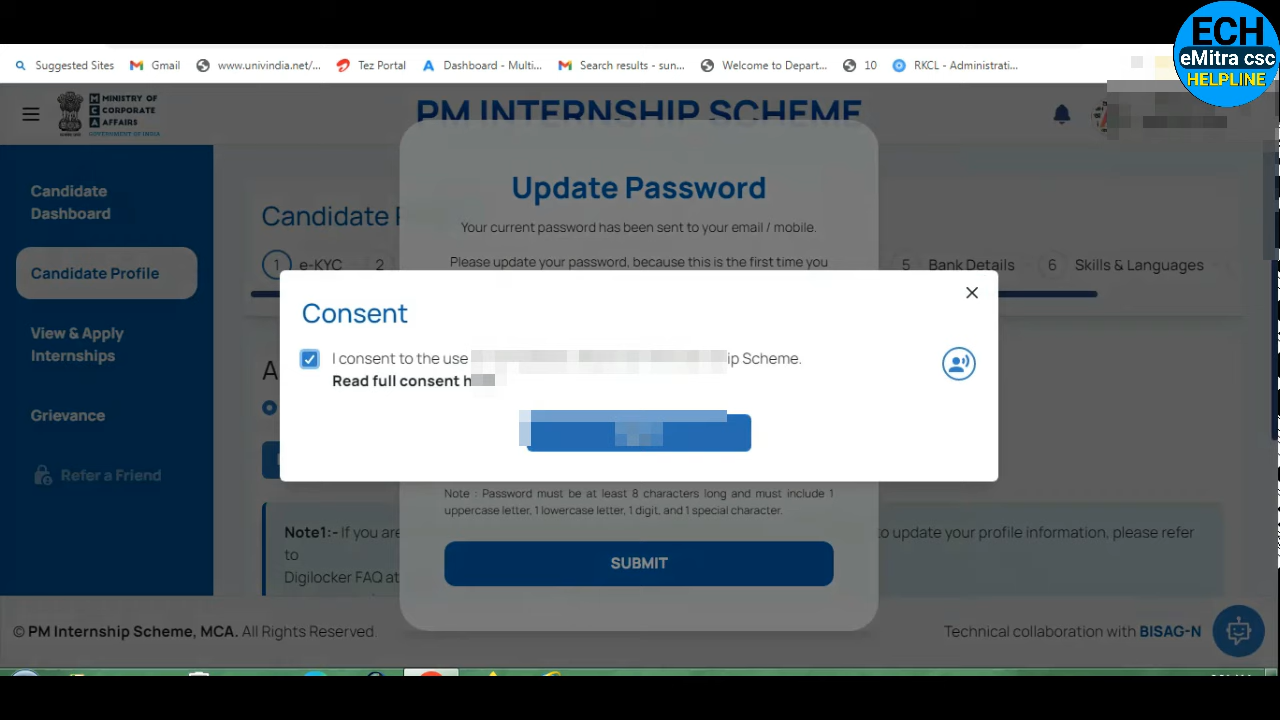 ECH
eMitra csc
HELPLINE
Suggested Sites
Gmail
www.univindia.net/...
Tez Portal
Dashboard - Multi...
Search results - sun...
Welcome to Depart...
10
RKCL - Administrati...
MINISTRY OF
CORPORATE
AFFAIRS
GOVERNMENT OF INDIA
PM INTERNSHIP SCHEME
Candidate
Dashboard
Candidate Profile
View & Apply
Internships
Grievance
Refer a Friend
Update Password
Your current password has been sent to your email / mobile.
Please update your password, because this is the first time you
Candidate
1 e-KYC 2 5 Bank Details 6 Skills & Languages
Consent
I consent to the use Scheme.
Read full consent
Note : Password must be at least 8 characters long and must include 1
uppercase letter, 1 lowercase letter, 1 digit, and 1 special character.
SUBMIT
Note1:- If you are to update your profile information, please refer
to
Digilocker FAQ at
© PM Internship Scheme, MCA. All Rights Reserved.
Technical collaboration with BISAG-N